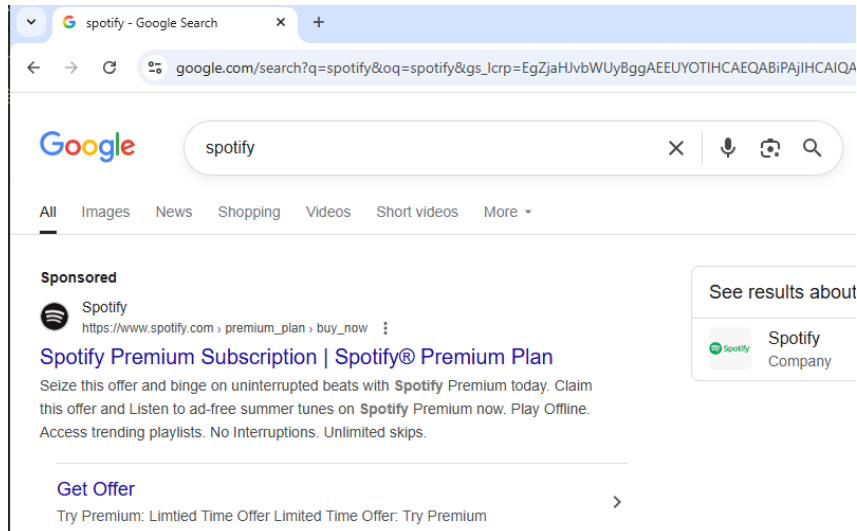 spotify - Google Search
google.com/search?q=spotify&oq=spotify&gs_lcrp=EgZjaHJvbWUyBggAEEUYOTIHCAEQABiPAjIHCAIQA
Google
spotify
All Images News Shopping Videos Short videos More
Sponsored
Spotify
https://www.spotify.com › premium_plan › buy_now
Spotify Premium Subscription | Spotify® Premium Plan
Seize this offer and binge on uninterrupted beats with Spotify Premium today. Claim
this offer and Listen to ad-free summer tunes on Spotify Premium now. Play Offline.
Access trending playlists. No Interruptions. Unlimited skips.
Get Offer
Try Premium: Limtied Time Offer Limited Time Offer: Try Premium
See results about
Spotify
Spotify
Company